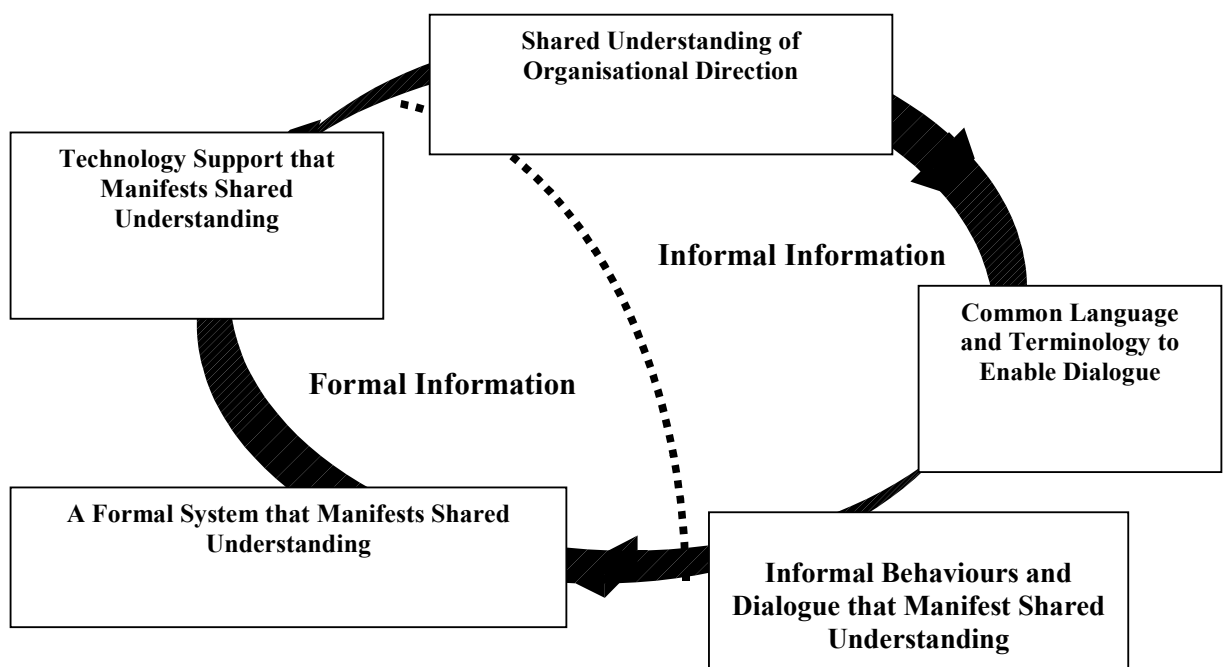 Shared Understanding of
Organisational Direction
Technology Support that
Manifests Shared
Understanding
Informal Information
Common Language
and Terminology to
Enable Dialogue
Formal Information
A Formal System that Manifests Shared
Understanding
Informal Behaviours and
Dialogue that Manifest Shared
Understanding